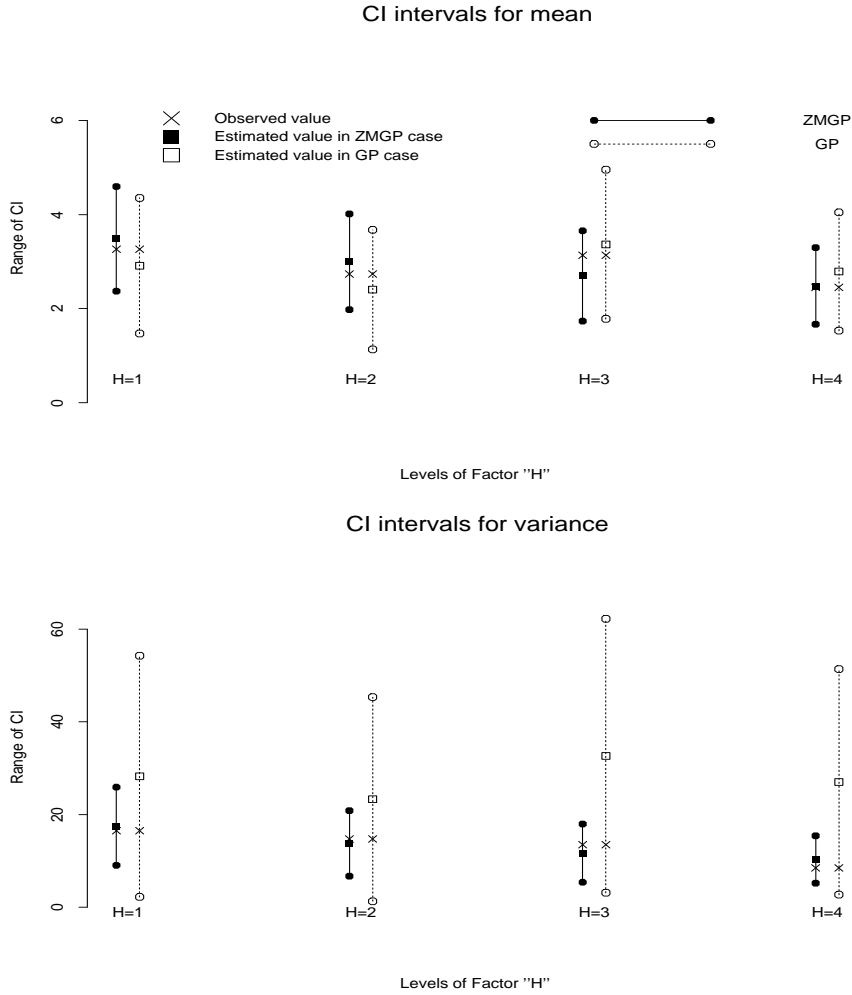 CI intervals for mean
Observed value
Estimated value in ZMGP case
Estimated value in GP case
ZMGP
GP
Range of CI
6
4
2
0
H=1
H=2
H=3
H=4
Levels of Factor "H"
CI intervals for variance
Range of CI
60
40
20
0
H=1
H=2
H=3
H=4
Levels of Factor "H"